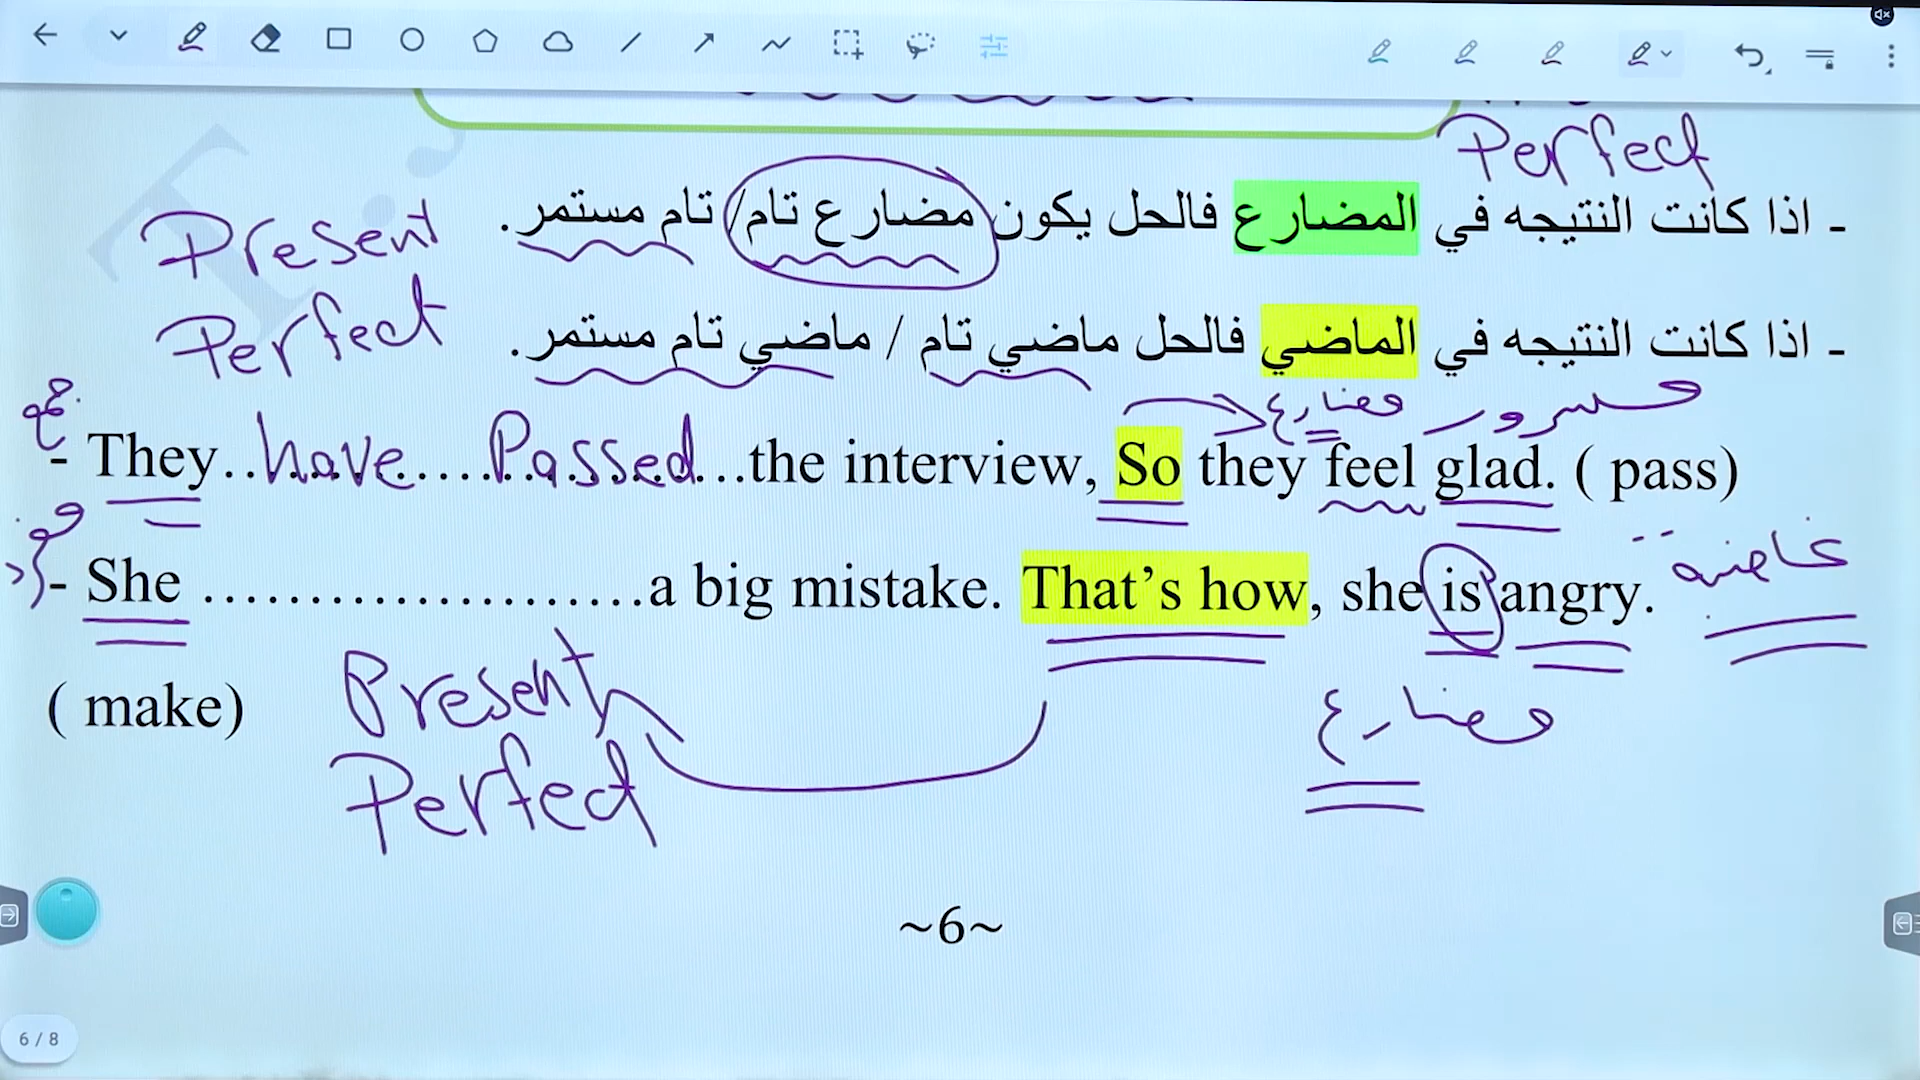 Perfect
- اذا كانت النتيجه في المضارع فالحل يكون مضارع تام/ تام مستمر.
Present
- اذا كانت النتيجه في الماضي فالحل ماضي تام / ماضي تام مستمر.
Perfect
مضارع
مسرور
- They..have....Passed...the interview, So they feel glad. ( pass)
- She .....................a big mistake. That's how, she is angry.
غاضبة
( make)
Present
Perfect
مضارع
~6~
6 / 8